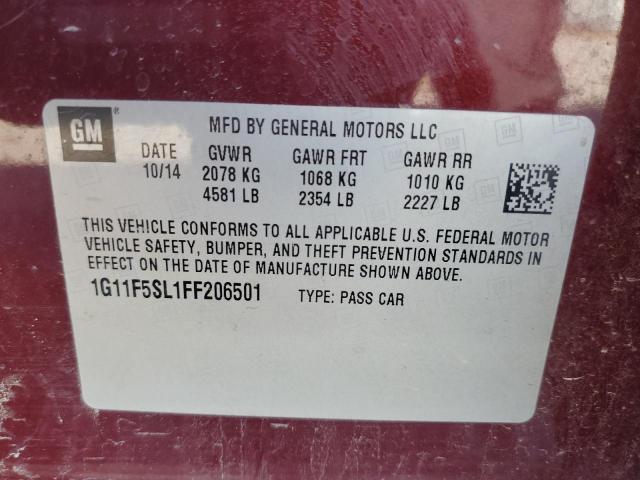 GM ®
MFD BY GENERAL MOTORS LLC
DATE GVWR GAWR FRT GAWR RR
10/14 2078 KG 1068 KG 1010 KG
4581 LB 2354 LB 2227 LB
THIS VEHICLE CONFORMS TO ALL APPLICABLE U.S. FEDERAL MOTOR
VEHICLE SAFETY, BUMPER, AND THEFT PREVENTION STANDARDS IN
EFFECT ON THE DATE OF MANUFACTURE SHOWN ABOVE.
1G11F5SL1FF206501 TYPE: PASS CAR